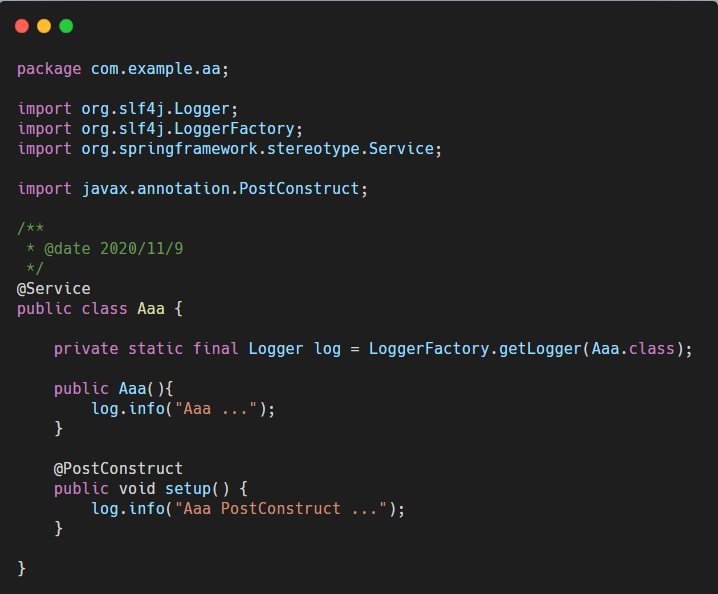 package com.example.aa;
import org.slf4j.Logger;
import org.slf4j.LoggerFactory;
import org.springframework.stereotype.Service;
import javax.annotation.PostConstruct;
/**
 * @date 2020/11/9
 */
@Service
public class Aaa {
    private static final Logger log = LoggerFactory.getLogger(Aaa.class);
    public Aaa(){
        log.info("Aaa ...");
    }
    @PostConstruct
    public void setup() {
        log.info("Aaa PostConstruct ...");
    }
}